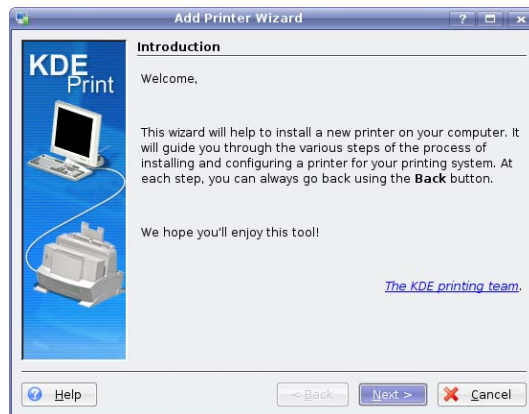 Add Printer Wizard
KDE
Print
Introduction
Welcome,
This wizard will help to install a new printer on your computer. It
will guide you through the various steps of the process of
installing and configuring a printer for your printing system. At
each step, you can always go back using the Back button.
We hope you'll enjoy this tool!
The KDE printing team.
Help
< Back
Next >
Cancel